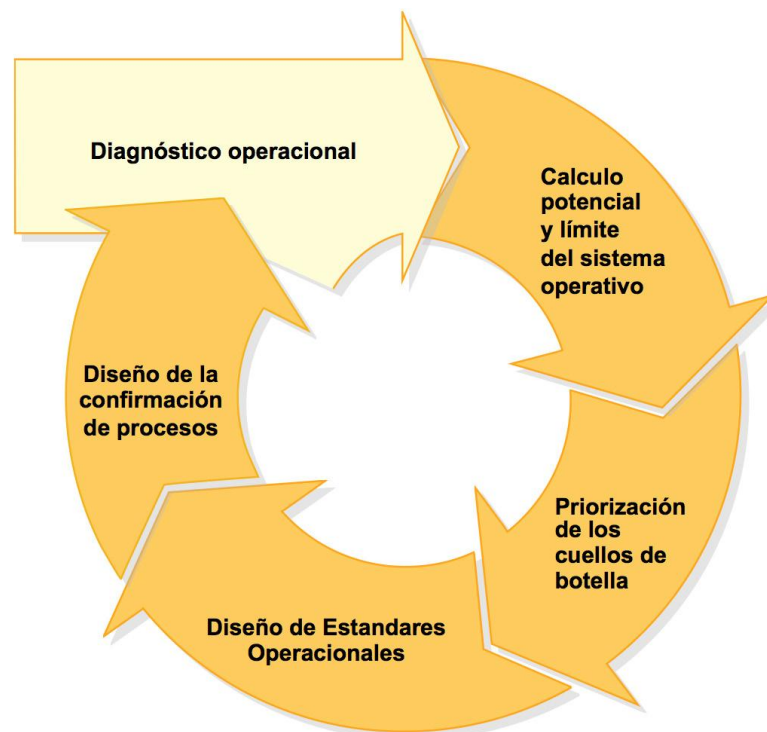 Diagnóstico operacional
Calculo
potencial
y límite
del sistema
operativo
Priorización
de los
cuellos de
botella
Diseño de Estandares
Operacionales
Diseño de la
confirmación
de procesos